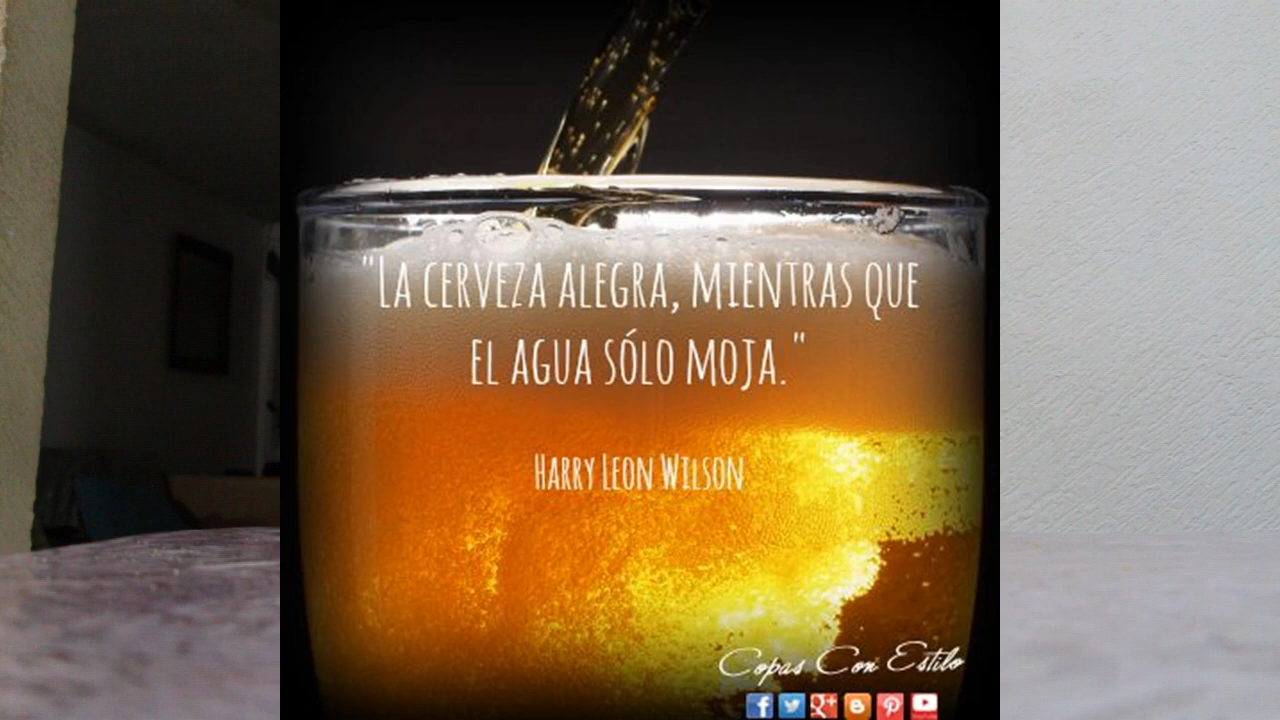 "La cerveza alegra, mientras que
el agua sólo moja."
Harry Leon Wilson
Copas Con Estilo